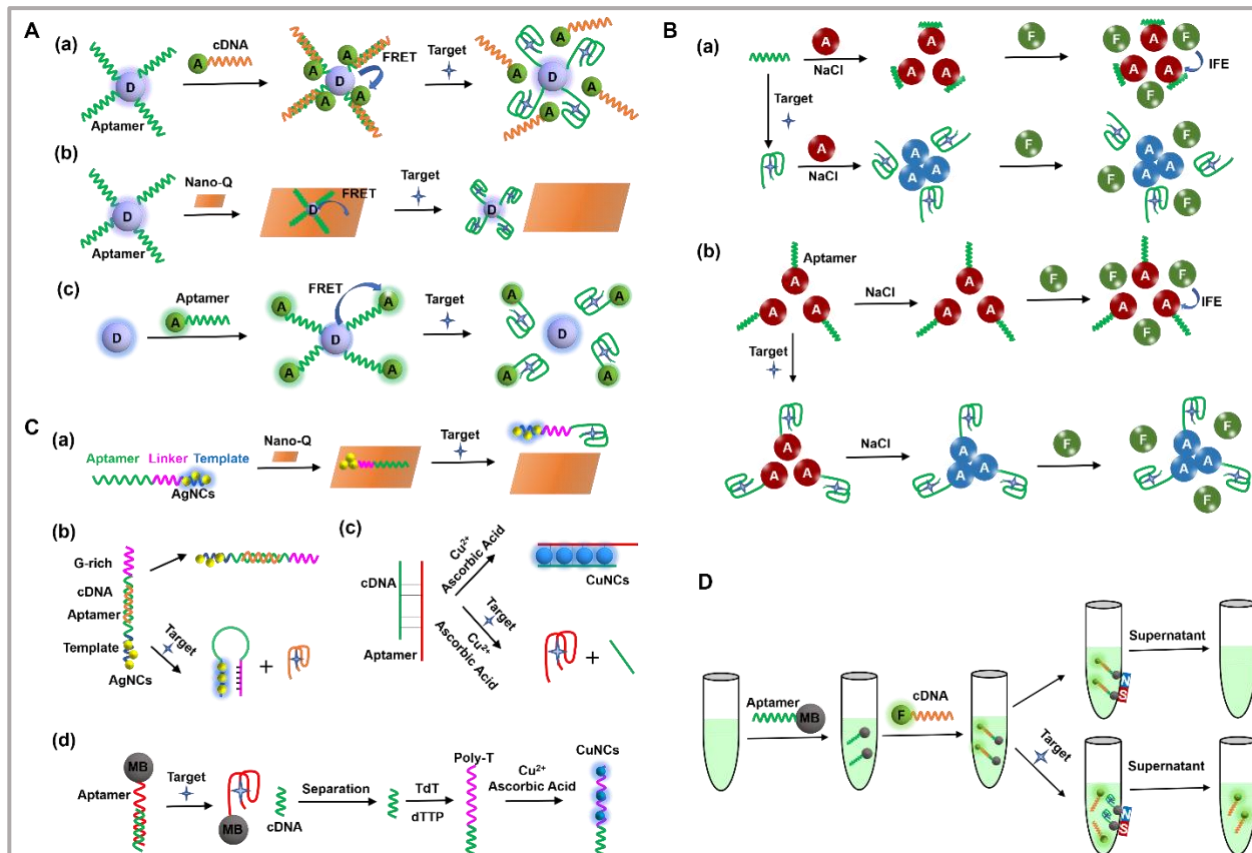 A
(a)
cDNA
A
D
Aptamer
A
A
A
A
D
FRET
Target
A
A
A
A
D
(b)
Nano-Q
D
Aptamer
D
FRET
Target
D
(c)
D
Aptamer
A
FRET
A
A
A
A
D
Target
A
A
A
A
D
B
(a)
A
NaCl
A
A
A
F
F
A
F
A
A
F
IFE
Target
A
NaCl
A
A
A
F
F
F
F
A
A
A
(b)
Aptamer
A
A
A
NaCl
A
A
A
F
F
A
F
A
A
F
IFE
Target
A
A
A
NaCl
A
A
A
F
F
F
F
A
A
A
C
(a)
Aptamer Linker Template
AgNCs
Nano-Q
Target
(b)
G-rich
cDNA
Aptamer
Template
AgNCs
Target
+
(c)
cDNA
Aptamer
Cu2+
Ascorbic Acid
CuNCs
Target
Cu2+
Ascorbic Acid
+
(d)
MB
Aptamer
Target
MB
cDNA
Separation
TdT
dTTP
Poly-T
Cu2+
Ascorbic Acid
CuNCs
D
Aptamer
MB
cDNA
F
N
S
Supernatant
Target
N
S
Supernatant